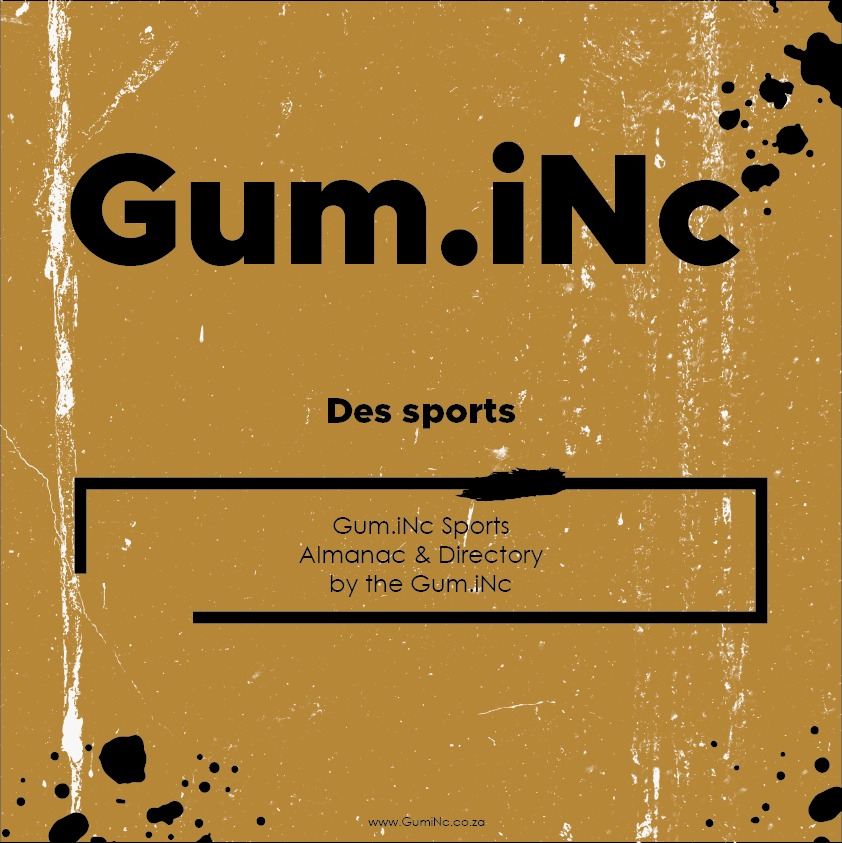 Gum.iNc
Des sports
Gum.iNc Sports
Almanac & Directory
by the Gum.iNc
www.GumiNc.co.za